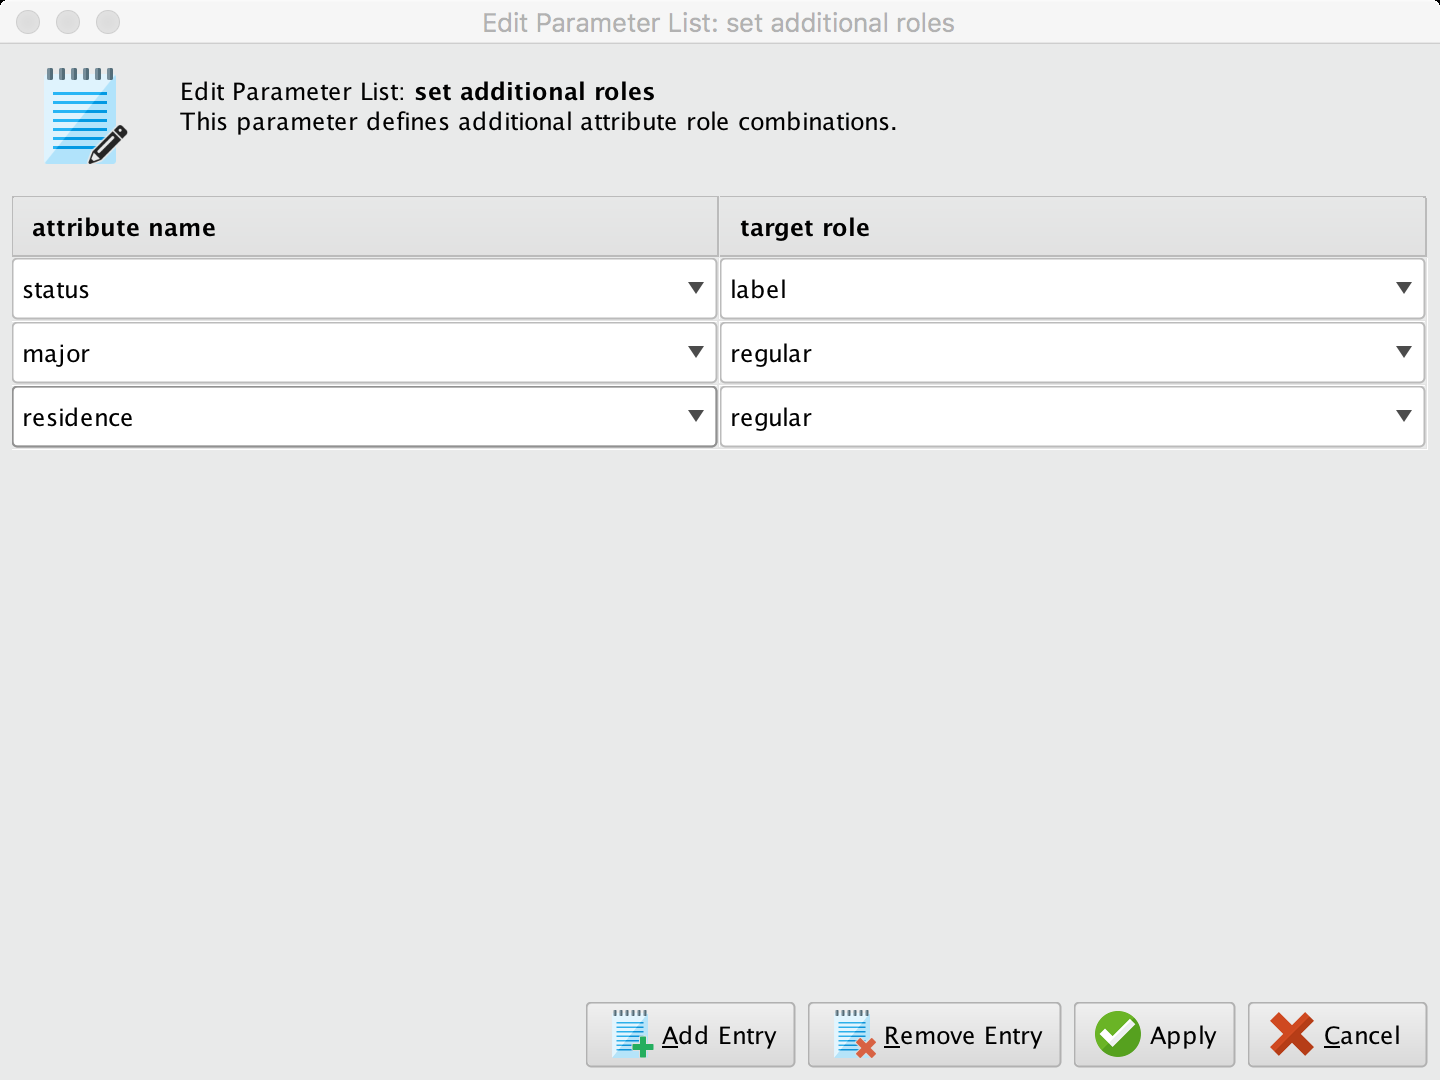 Edit Parameter List: set additional roles
Edit Parameter List: set additional roles
This parameter defines additional attribute role combinations.
attribute name target role
status label
major regular
residence regular
Add Entry Remove Entry Apply Cancel